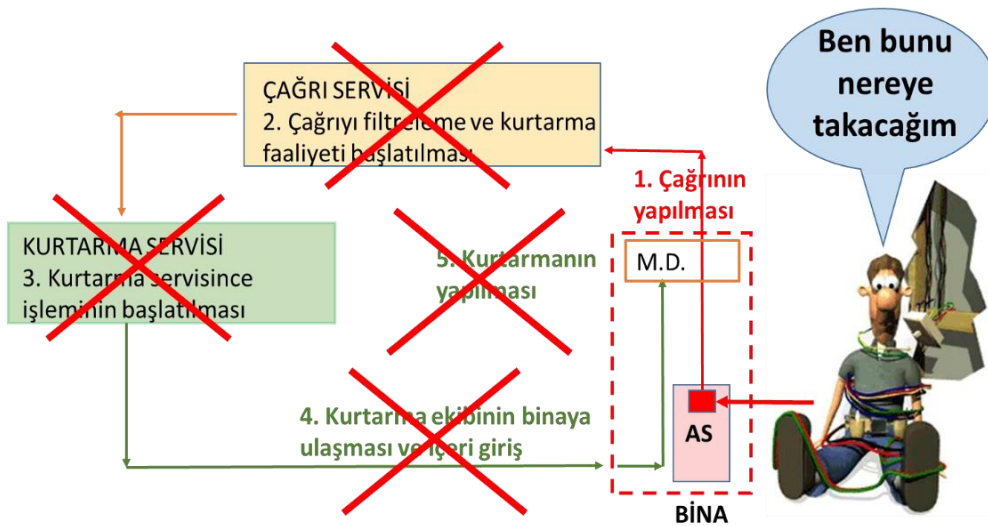 Ben bunu
nereye
takacağım
ÇAĞRI SERVİSİ
2. Çağrıyı filtreleme ve kurtarma
faaliyeti başlatılması
1. Çağrının
yapılması
KURTARMA SERVİSİ
3. Kurtarma servisince
işleminin başlatılması
5. Kurtarmanın
yapılması
M.D.
4. Kurtarma ekibinin binaya
ulaşması ve içeri giriş
AS
BİNA